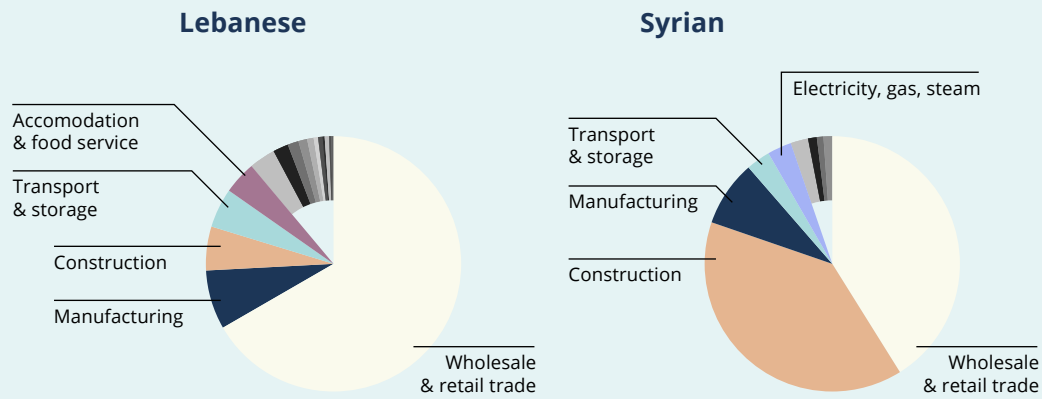 Lebanese
Accomodation
& food service
Transport
& storage
Construction
Manufacturing
Wholesale
& retail trade
Syrian
Electricity, gas, steam
Transport
& storage
Manufacturing
Construction
Wholesale
& retail trade